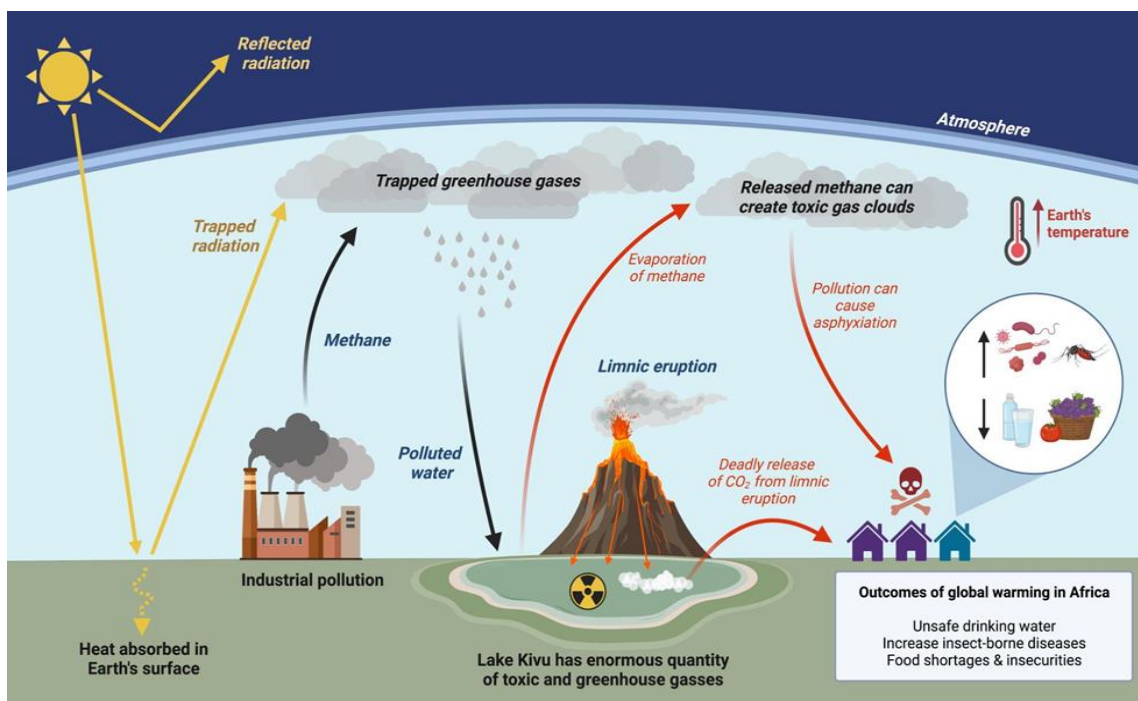 Reflected
radiation
Atmosphere
Trapped greenhouse gases
Released methane can
create toxic gas clouds
Earth's
temperature
Trapped
radiation
Evaporation
of methane
Pollution can
cause
asphyxiation
Methane
Limnic eruption
Polluted
water
Deadly release
of CO₂ from limnic
eruption
Industrial pollution
Heat absorbed in
Earth's surface
Lake Kivu has enormous quantity
of toxic and greenhouse gasses
Outcomes of global warming in Africa
Unsafe drinking water
Increase insect-borne diseases
Food shortages & insecurities